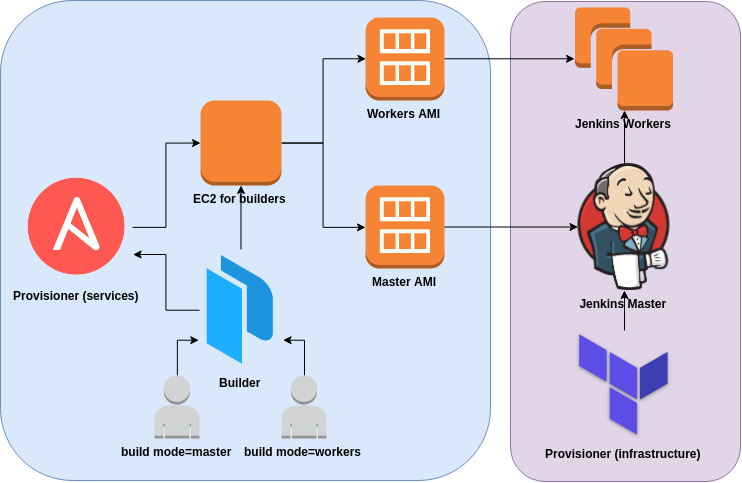 Workers AMI
Jenkins Workers
EC2 for builders
Master AMI
Provisioner (services)
Jenkins Master
Builder
build mode=master
build mode=workers
Provisioner (infrastructure)